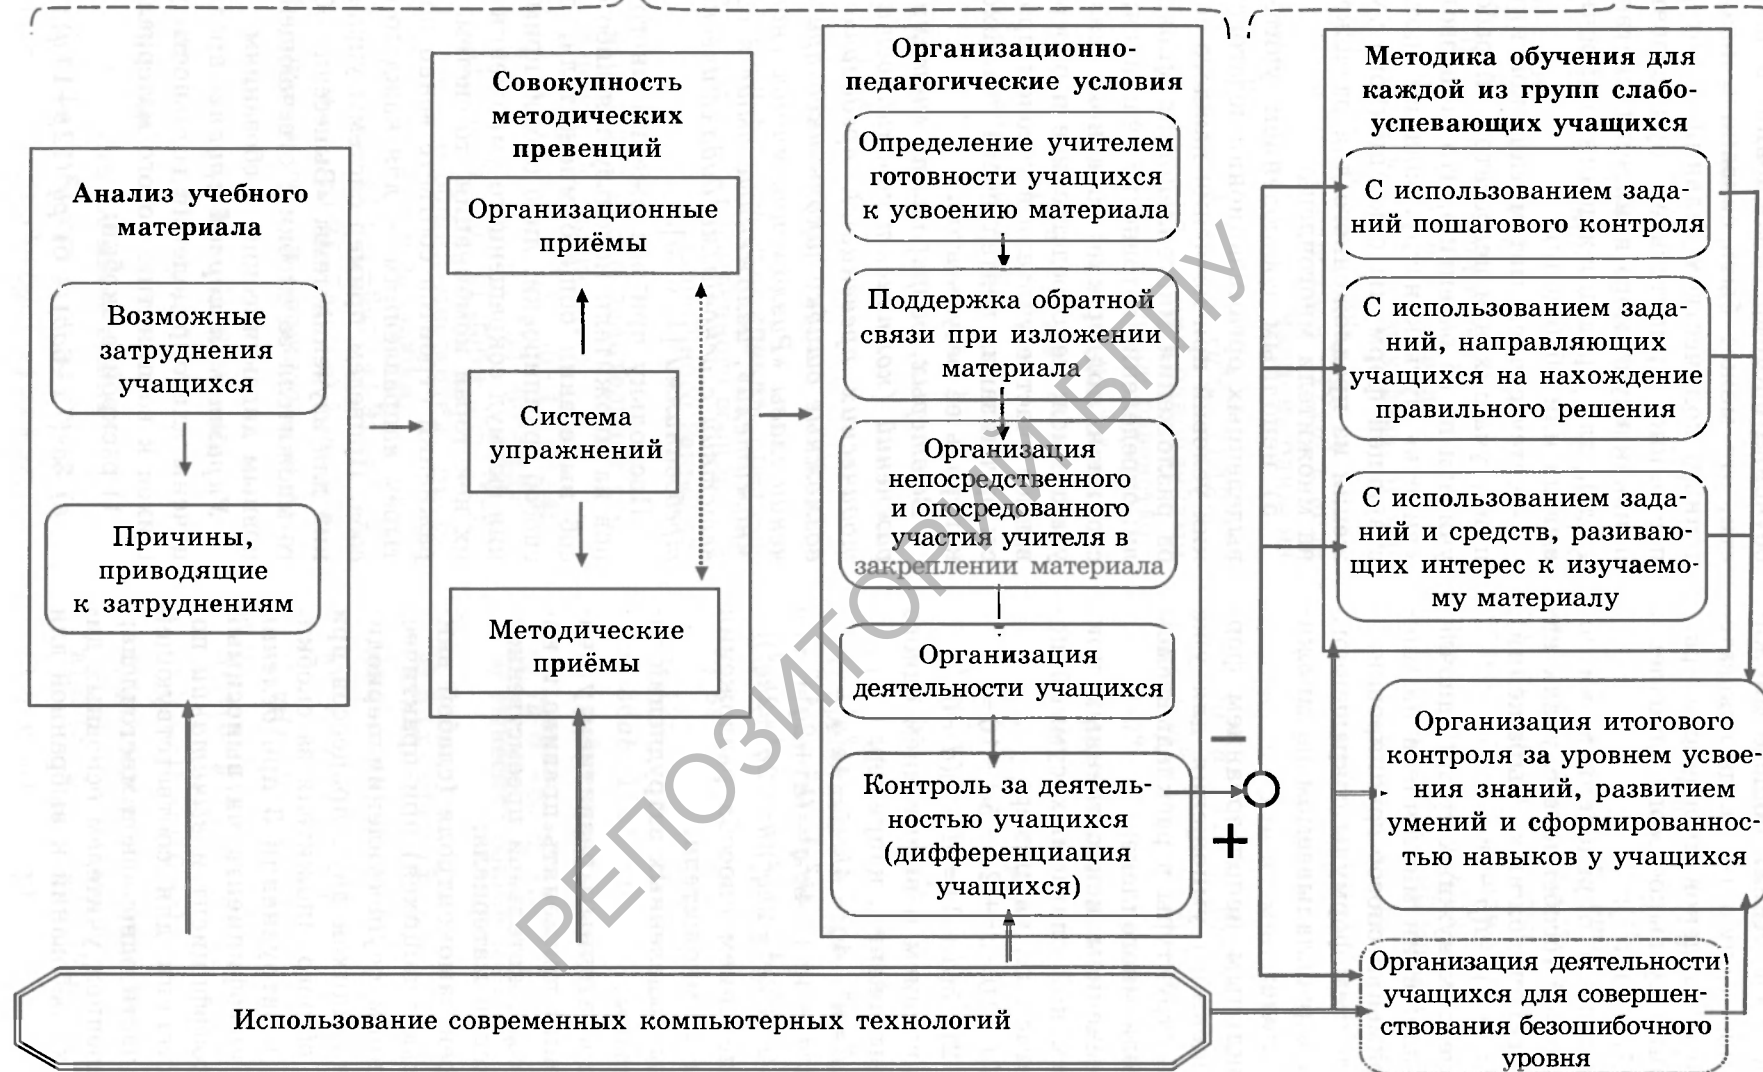 Анализ учебного
материала
Возможные
затруднения
учащихся
Причины,
приводящие
к затруднениям
Совокупность
методических
превенций
Организационные
приёмы
Система
упражнений
Методические
приёмы
Организационно-
педагогические условия
Определение учителем
готовности учащихся
к усвоению материала
Поддержка обратной
связи при изложении
материала
Организация
непосредственного
и опосредованного
участия учителя в
закреплении материала
Организация
деятельности учащихся
Контроль за деятель-
ностью учащихся
(дифференциация
учащихся)
–
+
Методика обучения для
каждой из групп слабо-
успевающих учащихся
С использованием зада-
ний пошагового контроля
С использованием зада-
ний, направляющих
учащихся на нахождение
правильного решения
С использованием зада-
ний и средств, разиваю-
щих интерес к изучаемо-
му материалу
Организация итогового
контроля за уровнем усвое-
ния знаний, развитием
умений и сформированнос-
тью навыков у учащихся
Организация деятельности
учащихся для совершен-
ствования безошибочного
уровня
Использование современных компьютерных технологий
РЕПОЗИТОРИЙ БГПУ